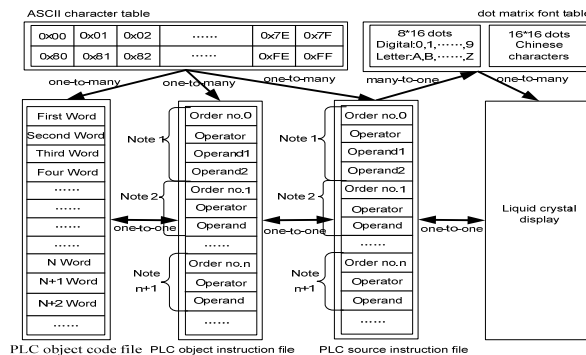 ASCII character table
dot matrix font table
0x00 0x01 0x02 ...... 0x7E 0x7F
0x80 0x81 0x82 ...... 0xFE 0xFF
8*16 dots
Digital:0,1,......,9
Letter:A,B,......,Z
16*16 dots
Chinese
characters
one-to-many
one-to-many
one-to-many
many-to-one
one-to-many
First Word
Second Word
Third Word
Four Word
......
......
......
......
N Word
N+1 Word
N+2 Word
......
Note 1
Note 2
Note
n+1
Order no.0
Operator
Operand1
Operand2
Order no.1
Operator
Operand
......
Order no.n
Operator
Operand
......
Note 1
Note 2
Note
n+1
Order no.0
Operator
Operand1
Operand2
Order no.1
Operator
Operand
......
Order no.n
Operator
Operand
......
Liquid crystal
display
one-to-one
one-to-one
one-to-one
PLC object code file
PLC object instruction file
PLC source instruction file